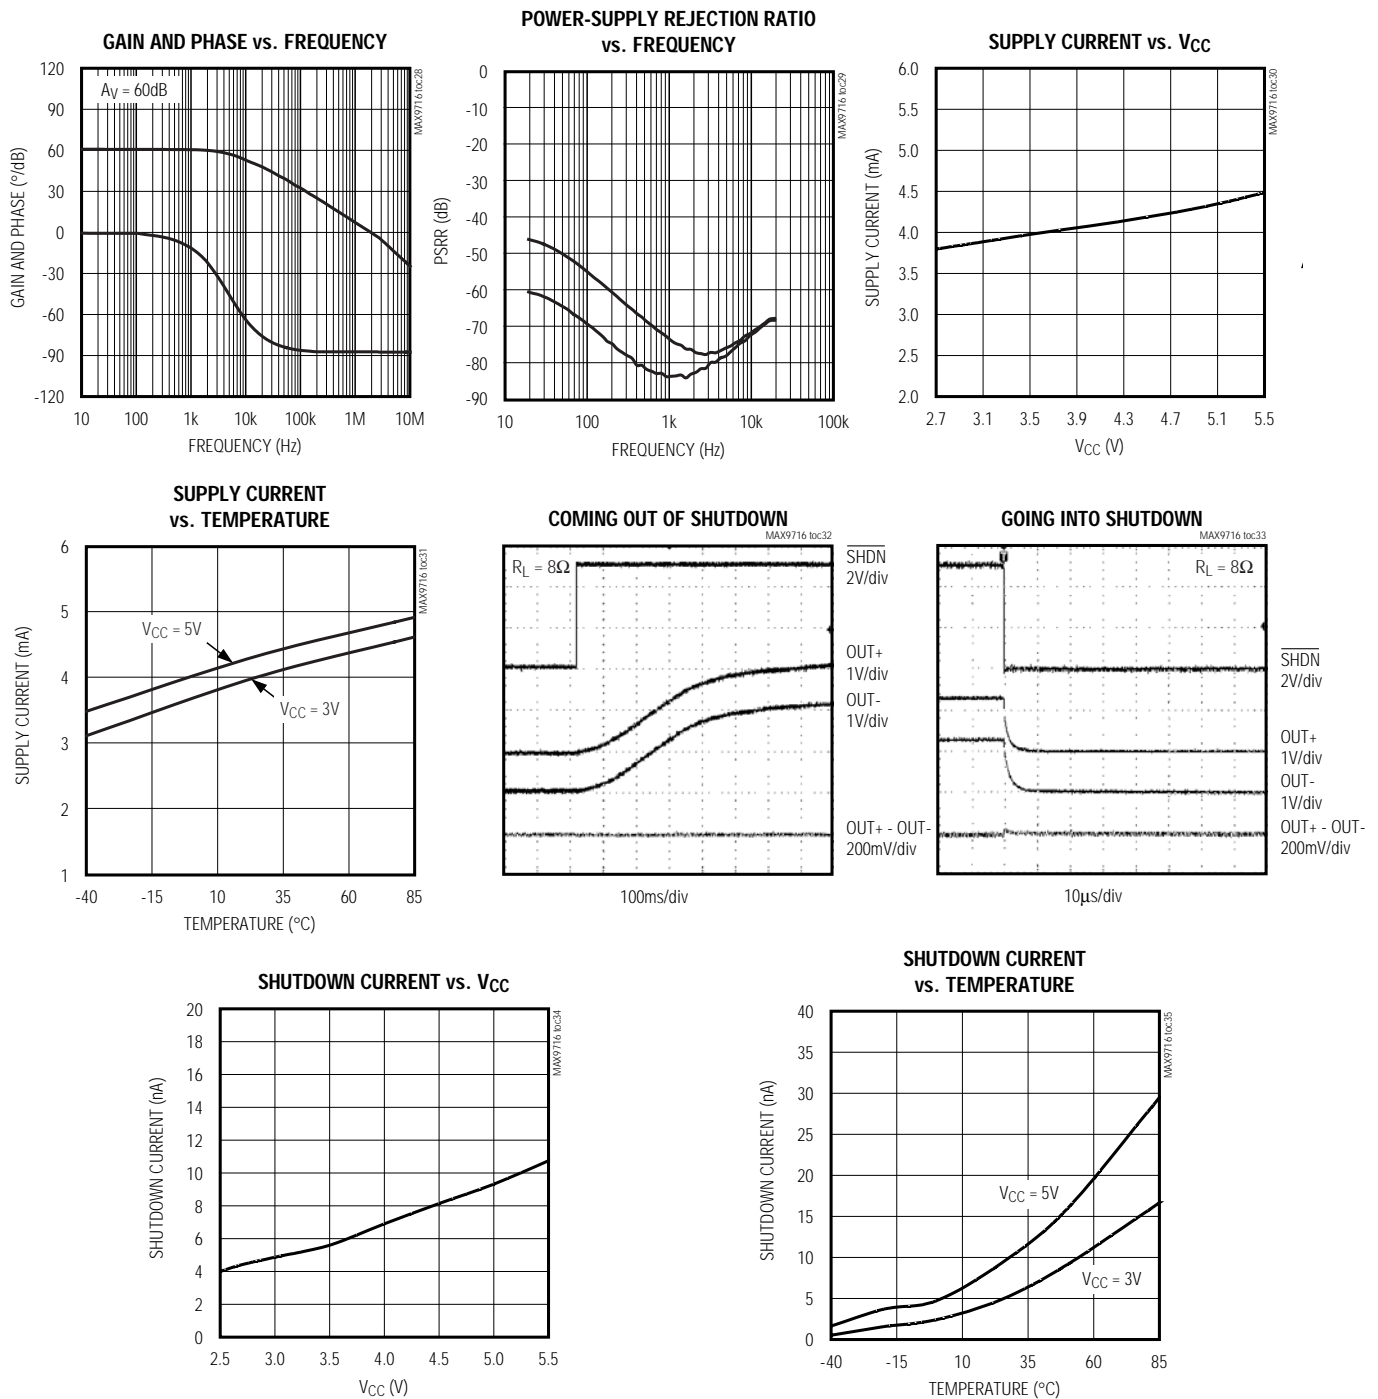 GAIN AND PHASE vs. FREQUENCY
MAX9716 toc28
AV = 60dB
GAIN AND PHASE (°/dB)
120
90
60
30
0
-30
-60
-90
-120
10 100 1k 10k 100k 1M 10M
FREQUENCY (Hz)
POWER-SUPPLY REJECTION RATIO
vs. FREQUENCY
MAX9716 toc29
PSRR (dB)
0
-10
-20
-30
-40
-50
-60
-70
-80
-90
10 100 1k 10k 100k
FREQUENCY (Hz)
SUPPLY CURRENT vs. VCC
MAX9716 toc30
SUPPLY CURRENT (mA)
6.0
5.5
5.0
4.5
4.0
3.5
3.0
2.5
2.0
2.7 3.1 3.5 3.9 4.3 4.7 5.1 5.5
VCC (V)
SUPPLY CURRENT
vs. TEMPERATURE
MAX9716 toc31
SUPPLY CURRENT (mA)
6
5
4
3
2
1
VCC = 5V
VCC = 3V
-40 -15 10 35 60 85
TEMPERATURE (°C)
COMING OUT OF SHUTDOWN
MAX9716 toc32
RL = 8Ω
SHDN
2V/div
OUT+
1V/div
OUT-
1V/div
OUT+ - OUT-
200mV/div
100ms/div
GOING INTO SHUTDOWN
MAX9716 toc33
RL = 8Ω
SHDN
2V/div
OUT+
1V/div
OUT-
1V/div
OUT+ - OUT-
200mV/div
10µs/div
SHUTDOWN CURRENT vs. VCC
MAX9716 toc34
SHUTDOWN CURRENT (nA)
20
18
16
14
12
10
8
6
4
2
0
2.5 3.0 3.5 4.0 4.5 5.0 5.5
VCC (V)
SHUTDOWN CURRENT
vs. TEMPERATURE
MAX9716 toc35
SHUTDOWN CURRENT (nA)
40
35
30
25
20
15
10
5
0
VCC = 5V
VCC = 3V
-40 -15 10 35 60 85
TEMPERATURE (°C)